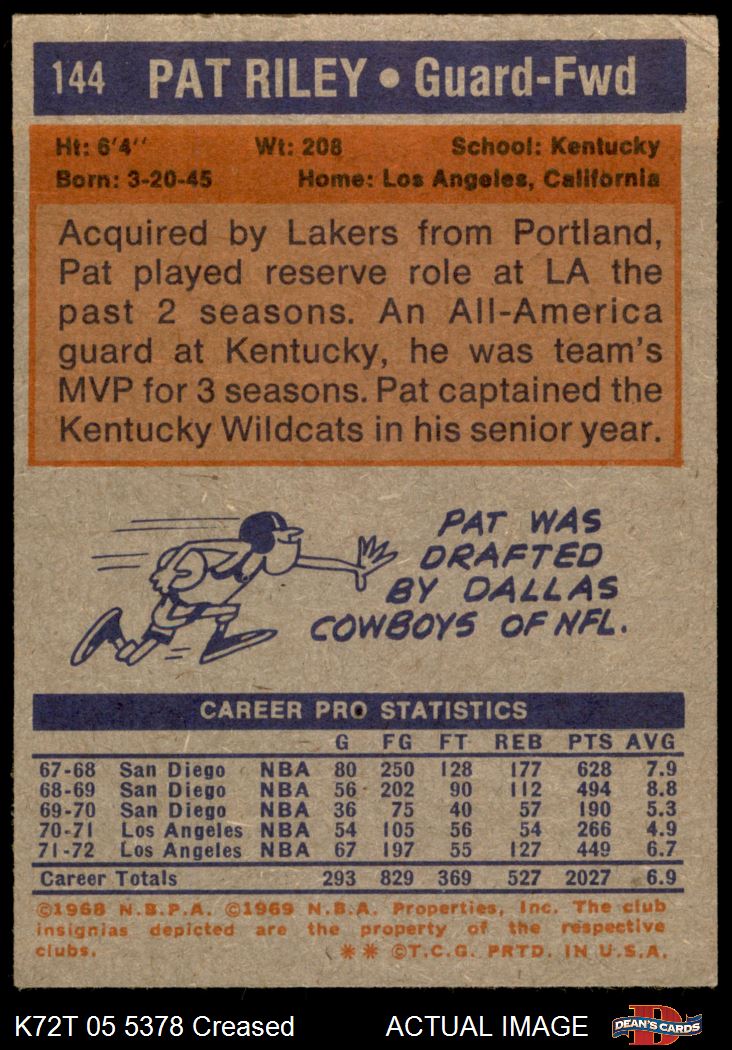 144 PAT RILEY • Guard-Fwd
Ht: 6'4'' Wt: 208 School: Kentucky
Born: 3-20-45 Home: Los Angeles, California
Acquired by Lakers from Portland,
Pat played reserve role at LA the
past 2 seasons. An All-America
guard at Kentucky, he was team's
MVP for 3 seasons. Pat captained the
Kentucky Wildcats in his senior year.
PAT WAS
DRAFTED
BY DALLAS
COWBOYS OF NFL.
CAREER PRO STATISTICS
G FG FT REB PTS AVG
67-68 San Diego NBA 80 250 128 177 628 7.9
68-69 San Diego NBA 56 202 90 112 494 8.8
69-70 San Diego NBA 36 75 40 57 190 5.3
70-71 Los Angeles NBA 54 105 56 54 266 4.9
71-72 Los Angeles NBA 67 197 55 127 449 6.7
Career Totals 293 829 369 527 2027 6.9
©1968 N.B.P.A. ©1969 N.B.A. Properties, Inc. The club
insignias depicted are the property of the respective
clubs. ** ©T.C.G. PRTD. IN U.S.A.
K72T 05 5378 Creased ACTUAL IMAGE D DEAN'S CARDS